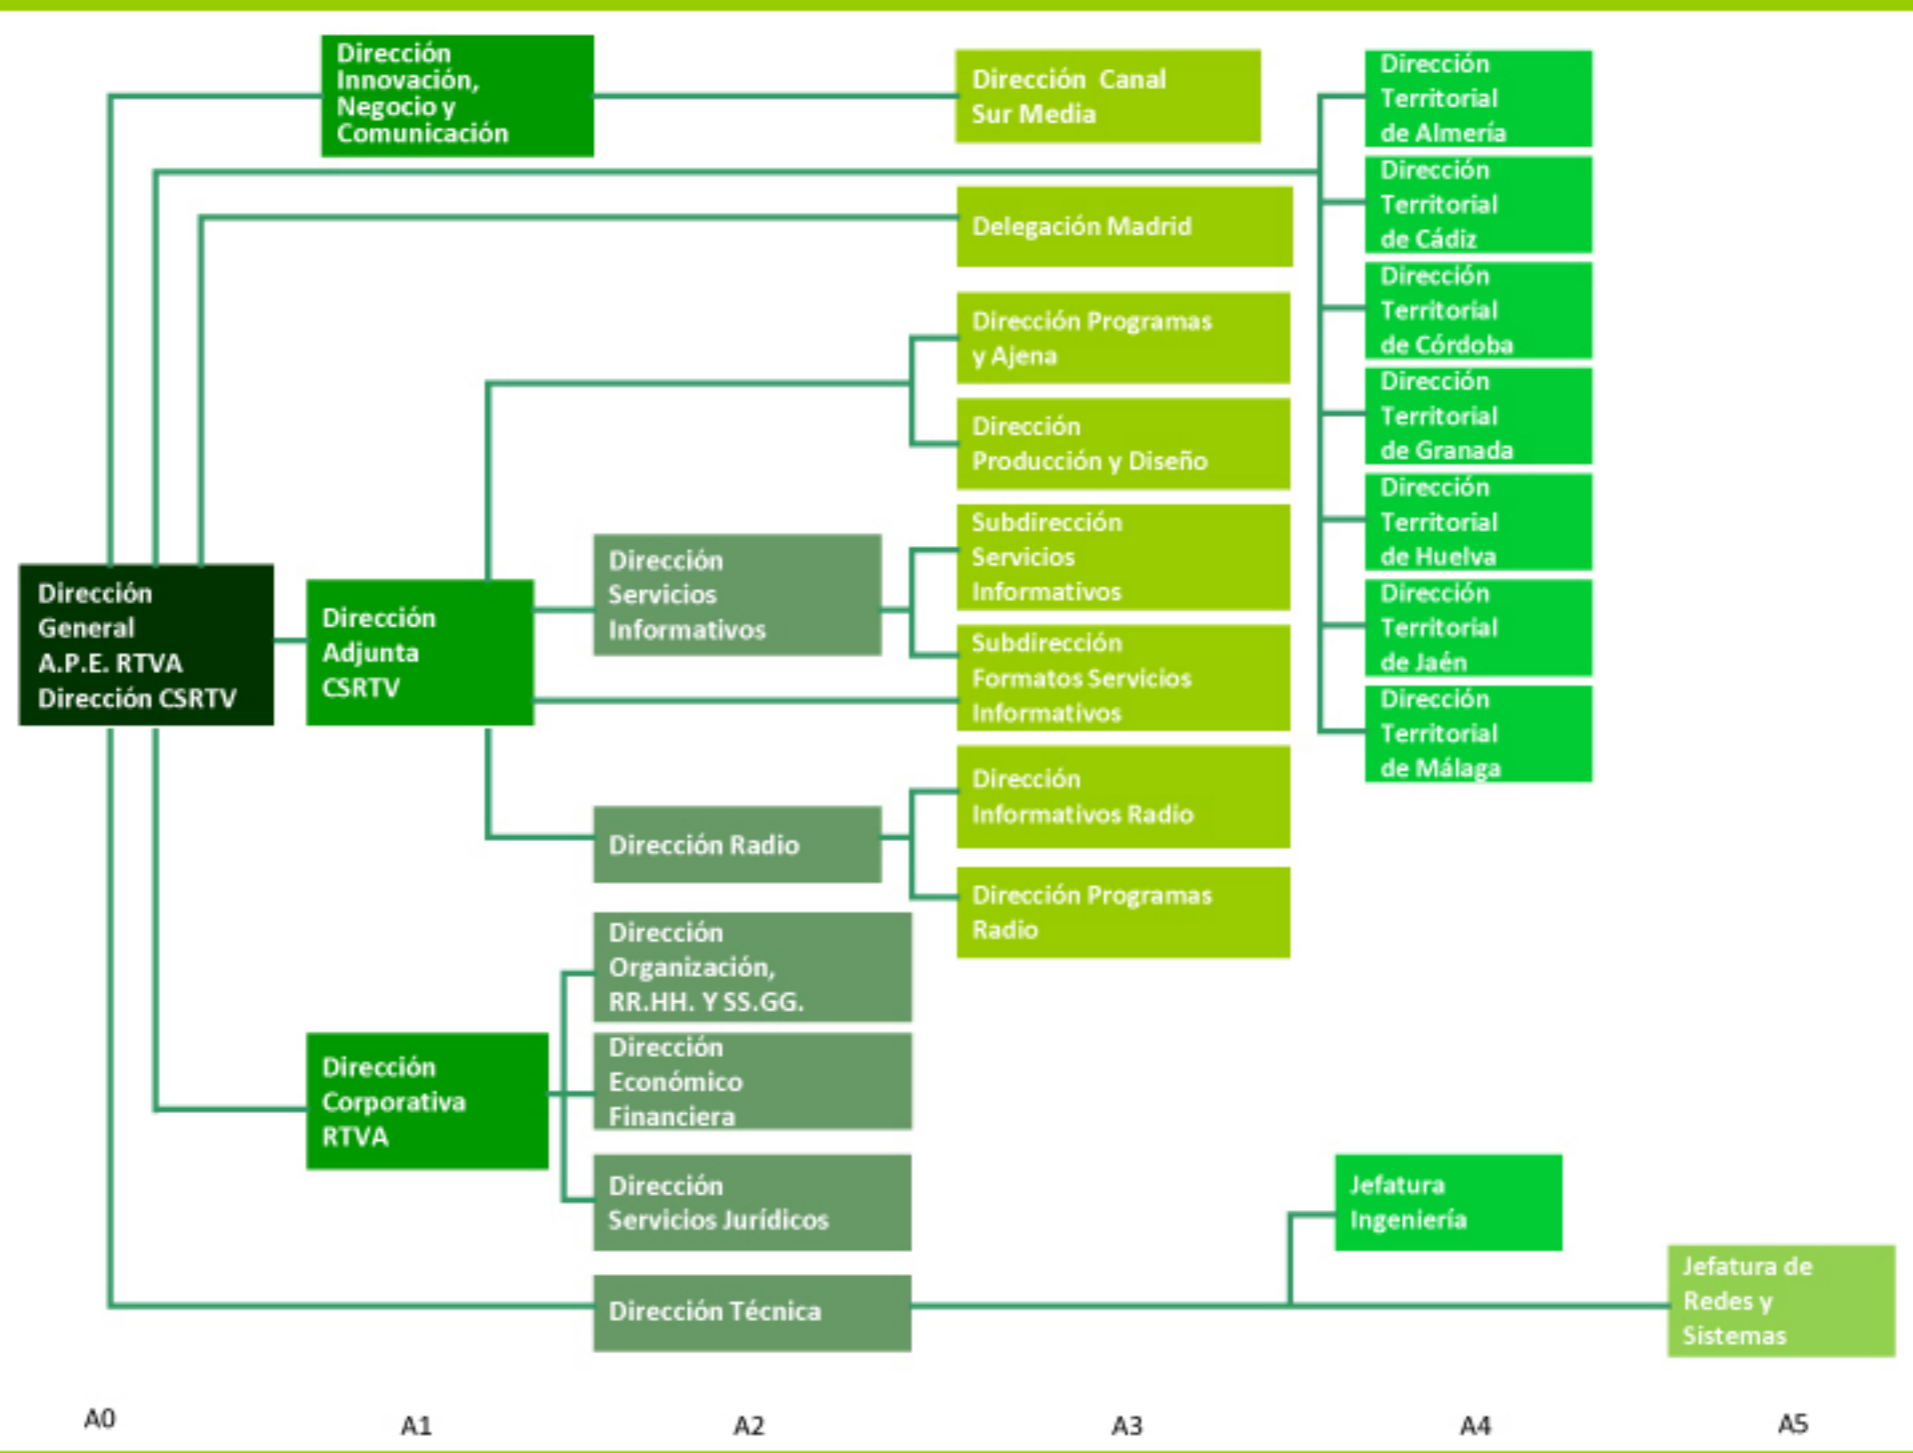 Dirección
Innovación,
Negocio y
Comunicación
Dirección Canal
Sur Media
Delegación Madrid
Dirección Programas
y Ajena
Dirección
Producción y Diseño
Dirección
General
A.P.E. RTVA
Dirección CSRTV
Dirección
Adjunta
CSRTV
Dirección
Servicios
Informativos
Subdirección
Servicios
Informativos
Subdirección
Formatos Servicios
Informativos
Dirección Radio
Dirección
Informativos Radio
Dirección Programas
Radio
Dirección
Territorial
de Almería
Dirección
Territorial
de Cádiz
Dirección
Territorial
de Córdoba
Dirección
Territorial
de Granada
Dirección
Territorial
de Huelva
Dirección
Territorial
de Jaén
Dirección
Territorial
de Málaga
Dirección
Corporativa
RTVA
Dirección
Organización,
RR.HH. Y SS.GG.
Dirección
Económico
Financiera
Dirección
Servicios Jurídicos
Dirección Técnica
Jefatura
Ingeniería
Jefatura de
Redes y
Sistemas
A0
A1
A2
A3
A4
A5